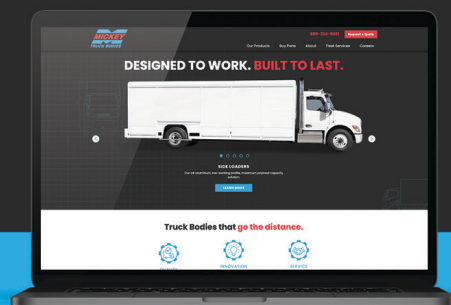 MICKEY
TRUCK BODIES
Request a Quote
Our Products Buy Parts About Fleet Services Careers
DESIGNED TO WORK. BUILT TO LAST.
SIDE LOADERS
LEARN MORE
Truck Bodies that go the distance.
INNOVATION
SERVICE